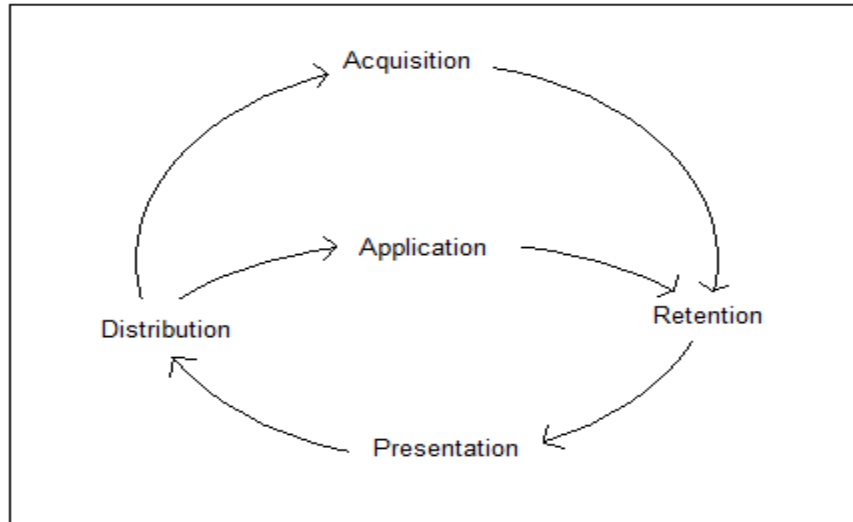 Acquisition
Application
Distribution
Retention
Presentation